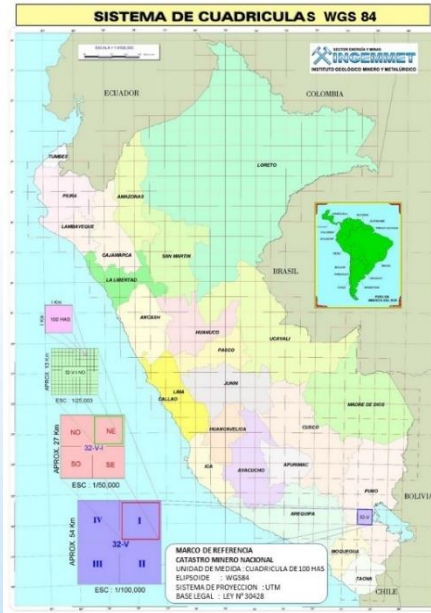 SISTEMA DE CUADRICULAS WGS 84
SECTOR ENERGÍA Y MINAS
INGEMMET
INSTITUTO GEOLÓGICO MINERO Y METALÚRGICO
ECUADOR
COLOMBIA
TUMBES
LORETO
PIURA
AMAZONAS
LAMBAYEQUE
CAJAMARCA
SAN MARTIN
BRASIL
LA LIBERTAD
ANCASH
HUANUCO
UCAYALI
PASCO
JUNIN
LIMA
CALLAO
MADRE DE DIOS
CUSCO
HUANCAVELICA
ICA
AYACUCHO
APURIMAC
PUNO
BOLIVIA
AREQUIPA
32-V
MOQUEGUA
TACNA
CHILE
1 Km
1 Km
100 HAS
APROX. 13 Km
32-V-I-NO
ESC : 1/25,000
APROX. 27 Km
NO
NE
32-V-I
SO
SE
ESC : 1/50,000
APROX. 54 Km
IV
I
32-V
III
II
ESC : 1/100,000
MARCO DE REFERENCIA
CATASTRO MINERO NACIONAL
UNIDAD DE MEDIDA : CUADRICULA DE 100 HAS
ELIPSOIDE : WGS84
SISTEMA DE PROYECCION : UTM
BASE LEGAL : LEY Nº 30428